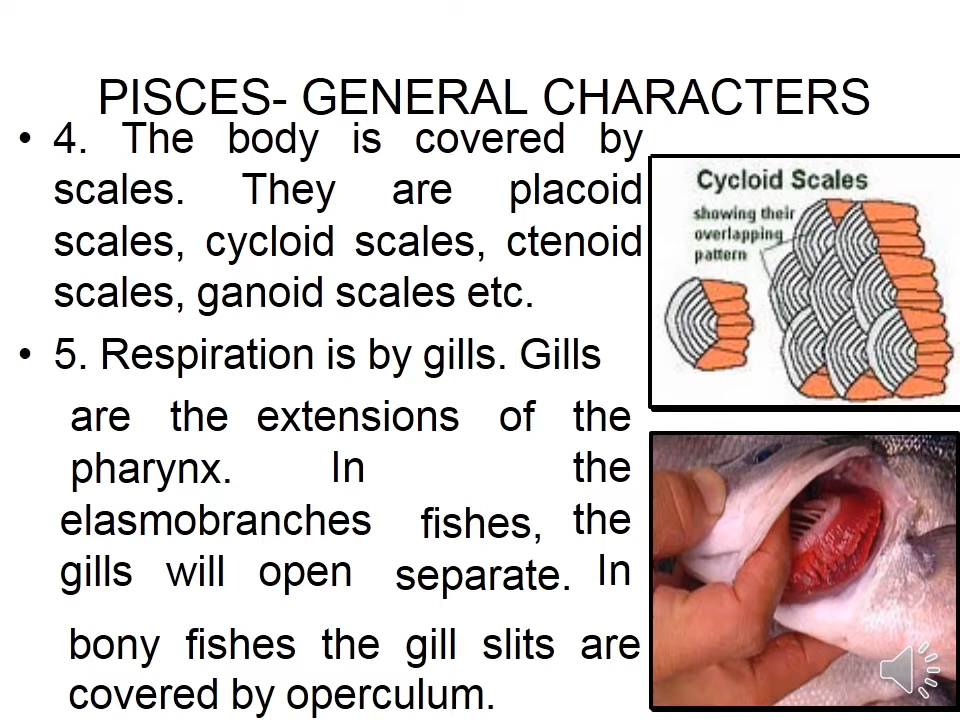 PISCES- GENERAL CHARACTERS
• 4. The body is covered by
scales. They are placoid
scales, cycloid scales, ctenoid
scales, ganoid scales etc.
• 5. Respiration is by gills. Gills
are the extensions of the
pharynx. In the
elasmobranches fishes, the
gills will open separate. In
bony fishes the gill slits are
covered by operculum.
Cycloid Scales
showing their
overlapping
pattern